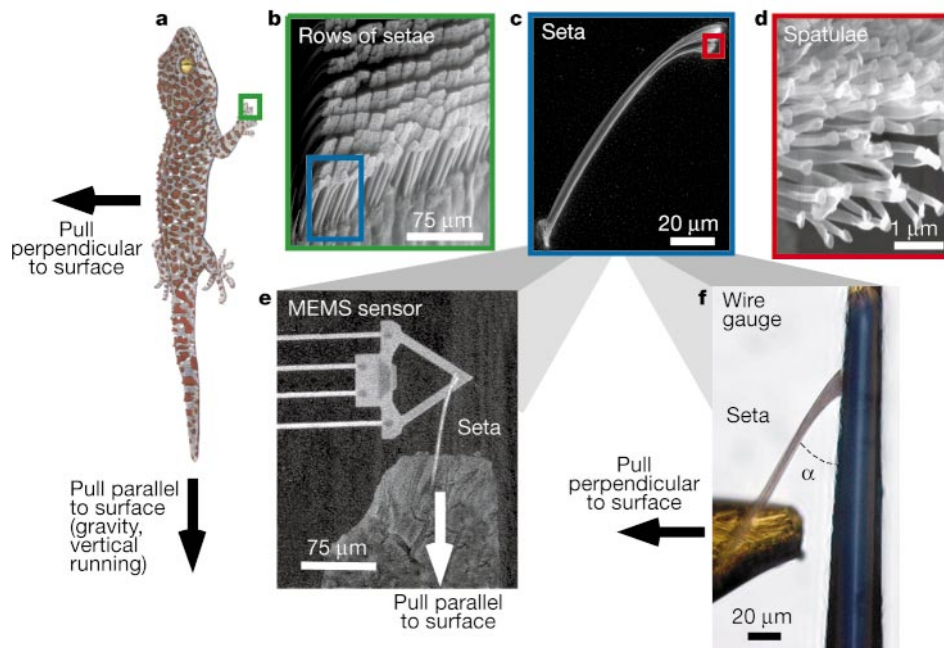 a
Pull
perpendicular
to surface
Pull parallel
to surface
(gravity,
vertical
running)
b
Rows of setae
75 μm
c
Seta
20 μm
d
Spatulae
1 μm
e
MEMS sensor
Seta
75 μm
Pull parallel
to surface
Pull
perpendicular
to surface
f
Wire
gauge
Seta
α
20 μm